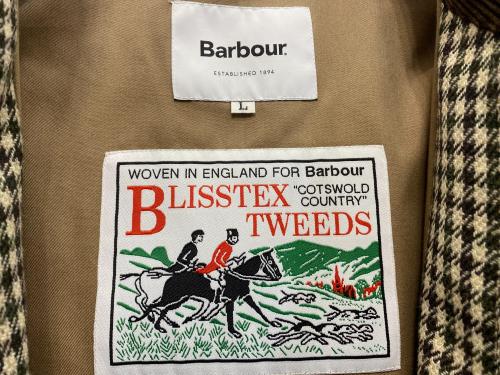 Barbour.
ESTABLISHED 1894
L
WOVEN IN ENGLAND FOR Barbour
BLISSTEX "COTSWOLD
COUNTRY"
TWEEDS